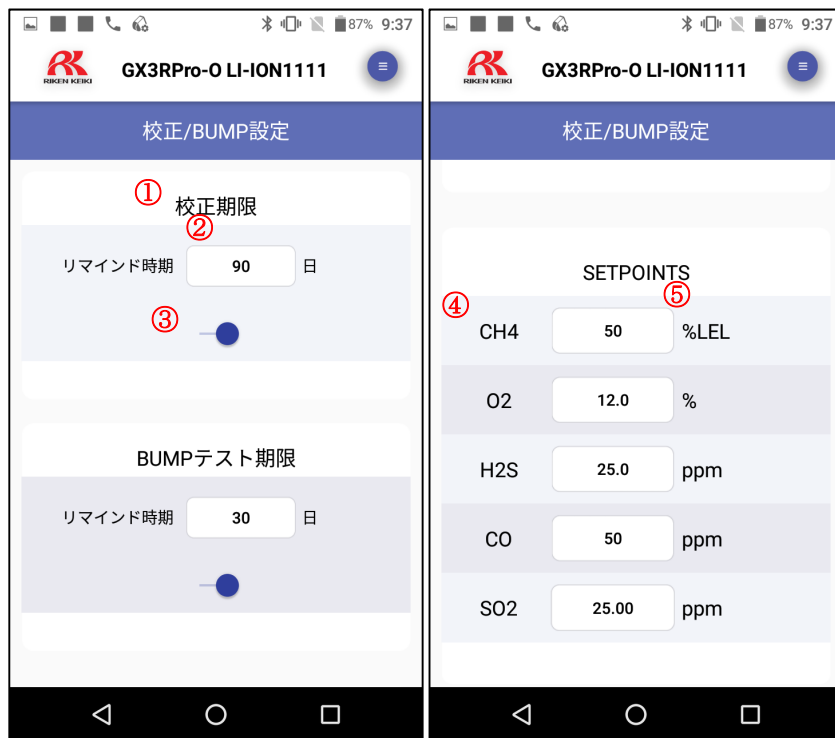 87% 9:37
RIKEN KEIKI
GX3RPro-O LI-ION1111
校正/BUMP設定
①
校正期限
②
リマインド時期 90 日
③
BUMPテスト期限
リマインド時期 30 日
87% 9:37
RIKEN KEIKI
GX3RPro-O LI-ION1111
校正/BUMP設定
SETPOINTS
④ ⑤
CH4 50 %LEL
O2 12.0 %
H2S 25.0 ppm
CO 50 ppm
SO2 25.00 ppm